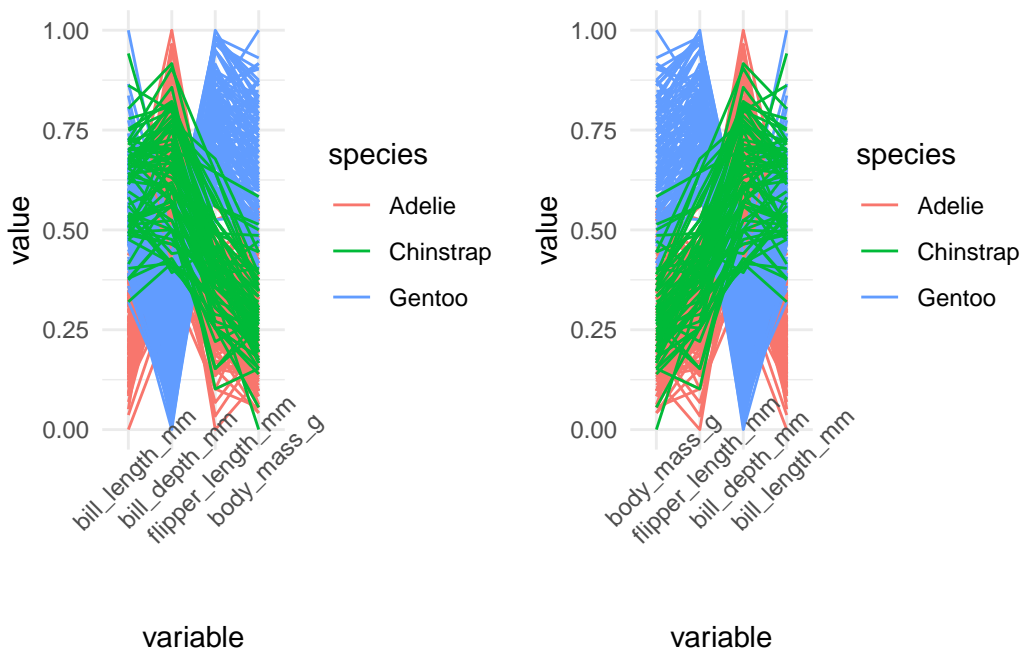 value
1.00
0.75
0.50
0.25
0.00
bill_length_mm
bill_depth_mm
flipper_length_mm
body_mass_g
variable
species
Adelie
Chinstrap
Gentoo
value
1.00
0.75
0.50
0.25
0.00
body_mass_g
flipper_length_mm
bill_depth_mm
bill_length_mm
variable
species
Adelie
Chinstrap
Gentoo